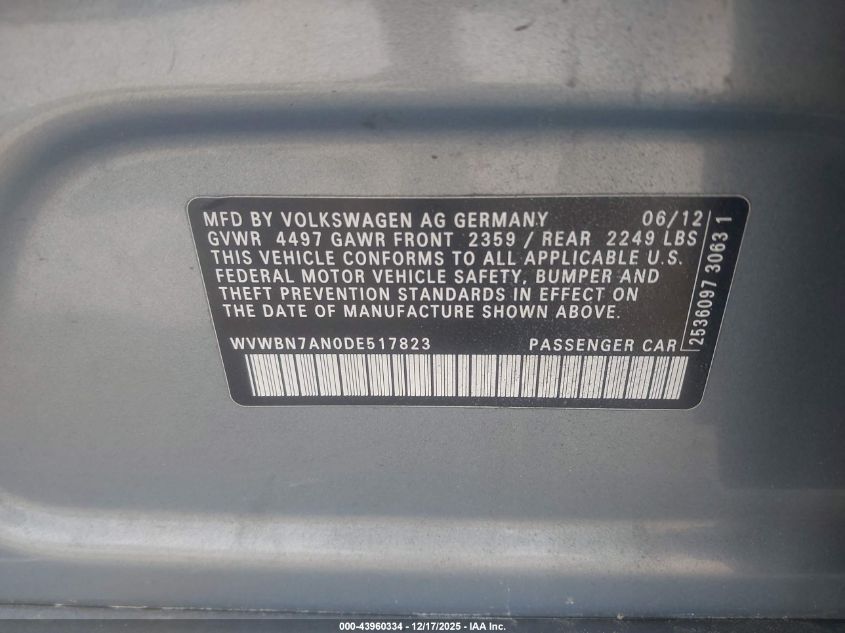 MFD BY VOLKSWAGEN AG GERMANY 06/12
GVWR 4497 GAWR FRONT 2359 / REAR 2249 LBS
THIS VEHICLE CONFORMS TO ALL APPLICABLE U.S.
FEDERAL MOTOR VEHICLE SAFETY, BUMPER AND
THEFT PREVENTION STANDARDS IN EFFECT ON
THE DATE OF MANUFACTURE SHOWN ABOVE.
WVWBN7AN0DE517823 PASSENGER CAR
2536097 3063 1
000-43960334 - 12/17/2025 - IAA Inc.